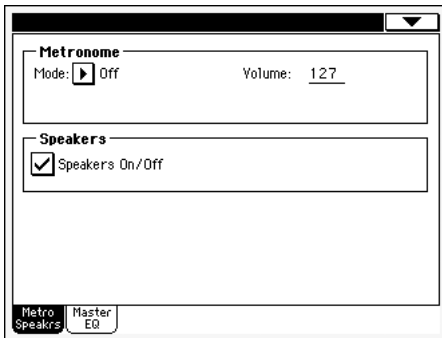 Metronome
Mode: Off Volume: 127
Speakers
Speakers On/Off
Metro Speakrs
Master EQ